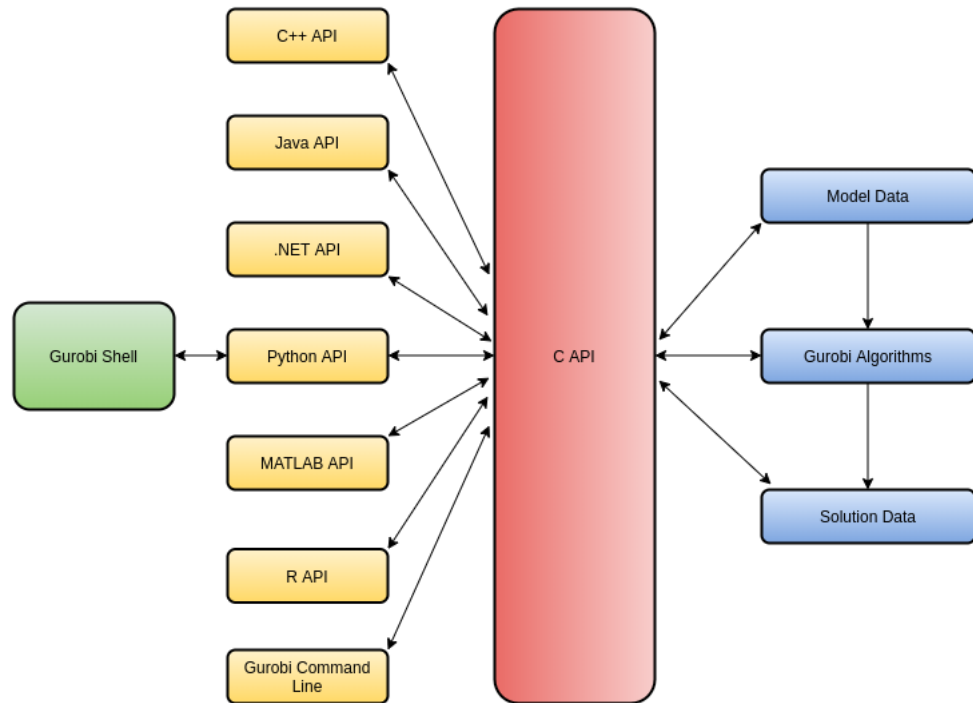 C++ API
Java API
.NET API
Gurobi Shell
Python API
MATLAB API
R API
Gurobi Command
Line
C API
Model Data
Gurobi Algorithms
Solution Data